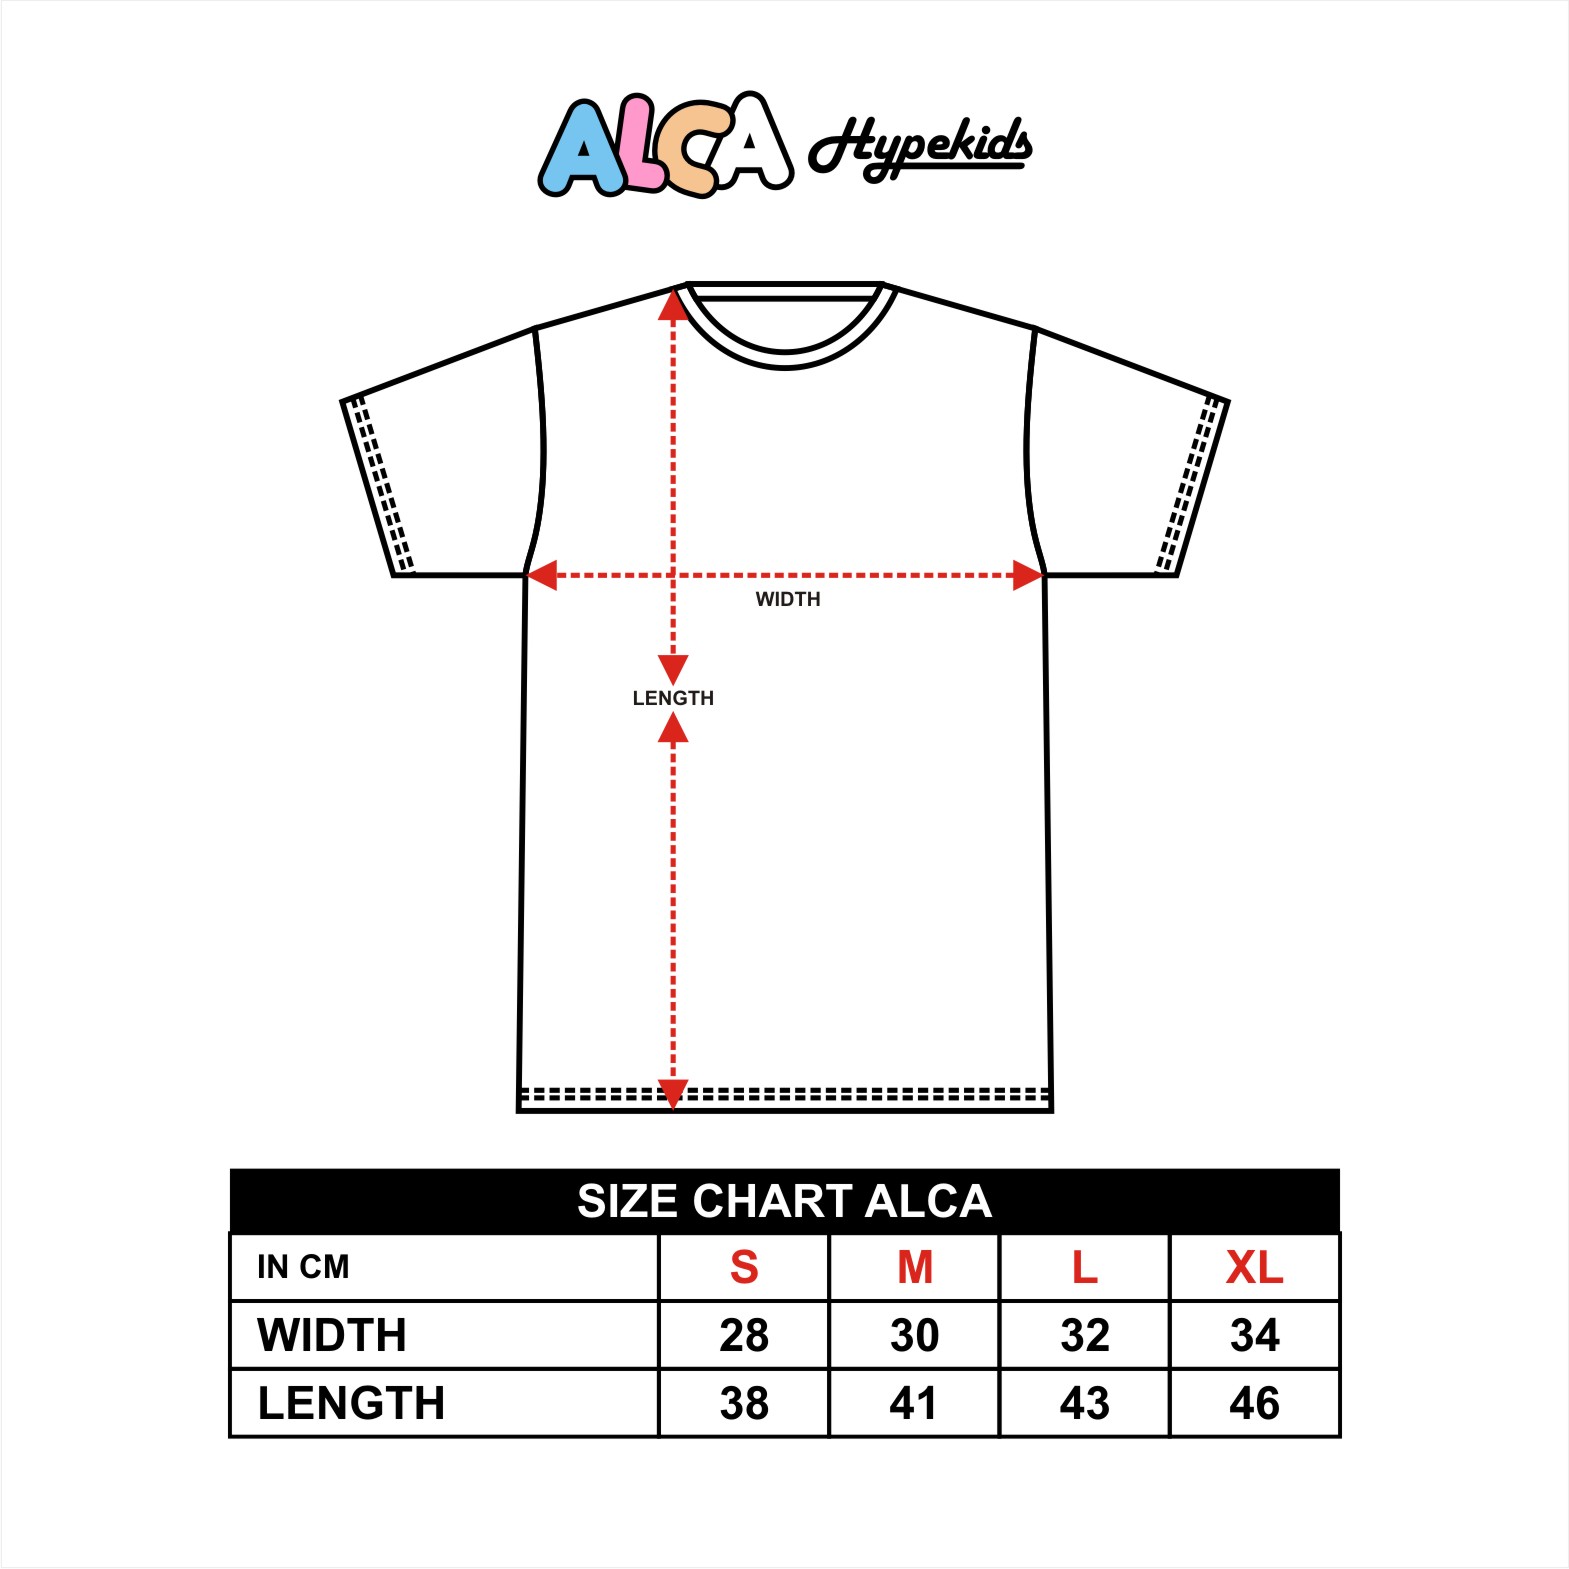 ALCA Hypekids
WIDTH
LENGTH
SIZE CHART ALCA
IN CM S M L XL
WIDTH 28 30 32 34
LENGTH 38 41 43 46